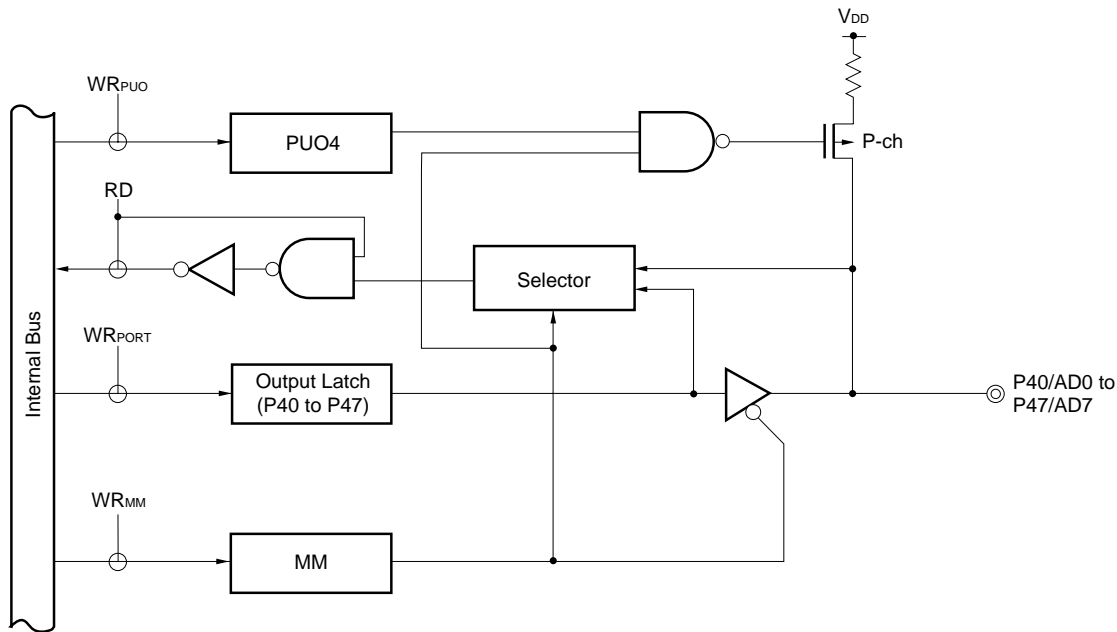 VDD
WRPUO
PUO4
P-ch
RD
Selector
Internal Bus
WRPORT
Output Latch
(P40 to P47)
P40/AD0 to
P47/AD7
WRMM
MM